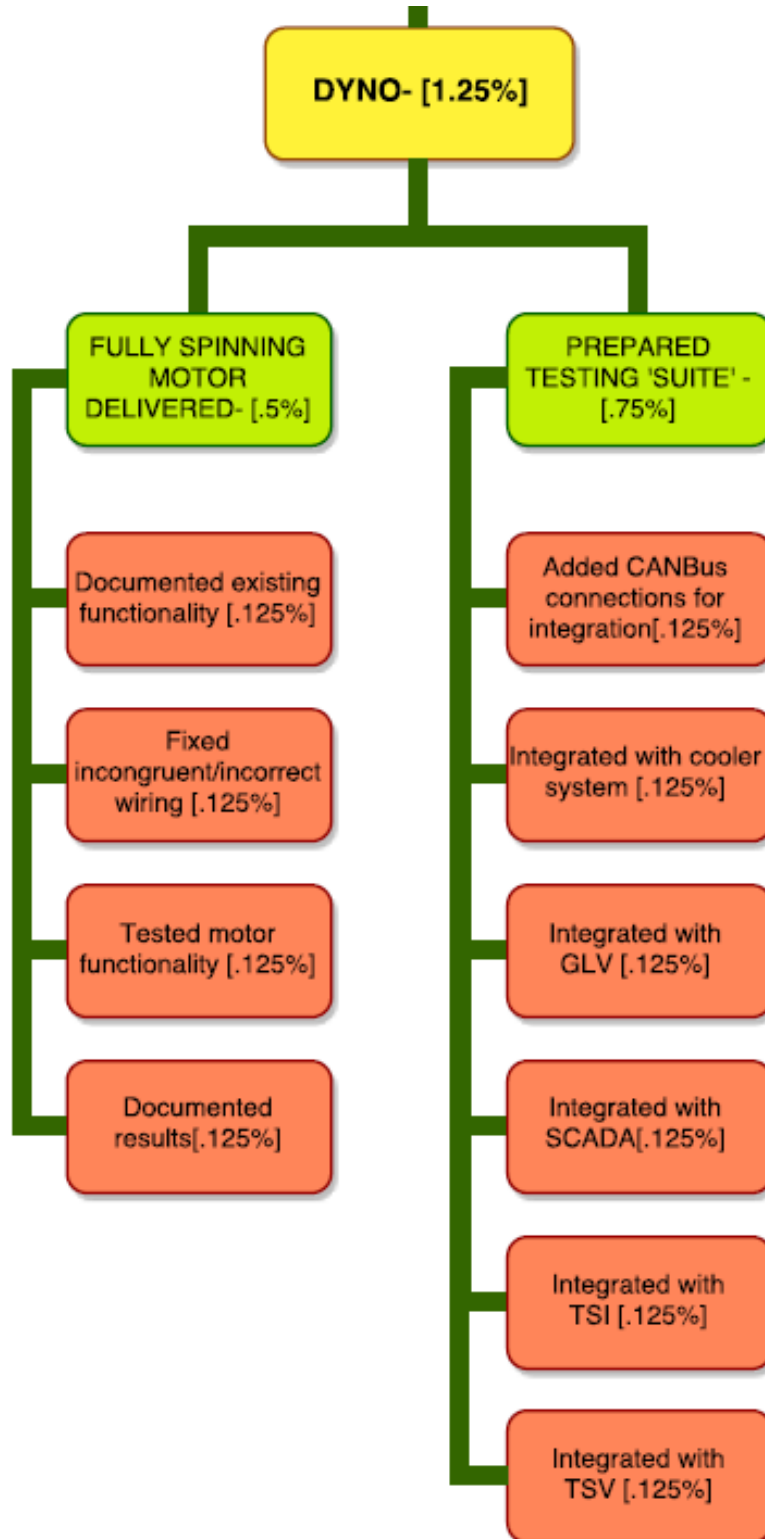 DYNO- [1.25%]
FULLY SPINNING
MOTOR
DELIVERED- [.5%]
Documented existing
functionality [.125%]
Fixed
incongruent/incorrect
wiring [.125%]
Tested motor
functionality [.125%]
Documented
results[.125%]
PREPARED
TESTING 'SUITE' -
[.75%]
Added CANBus
connections for
integration[.125%]
Integrated with cooler
system [.125%]
Integrated with
GLV [.125%]
Integrated with
SCADA[.125%]
Integrated with
TSI [.125%]
Integrated with
TSV [.125%]